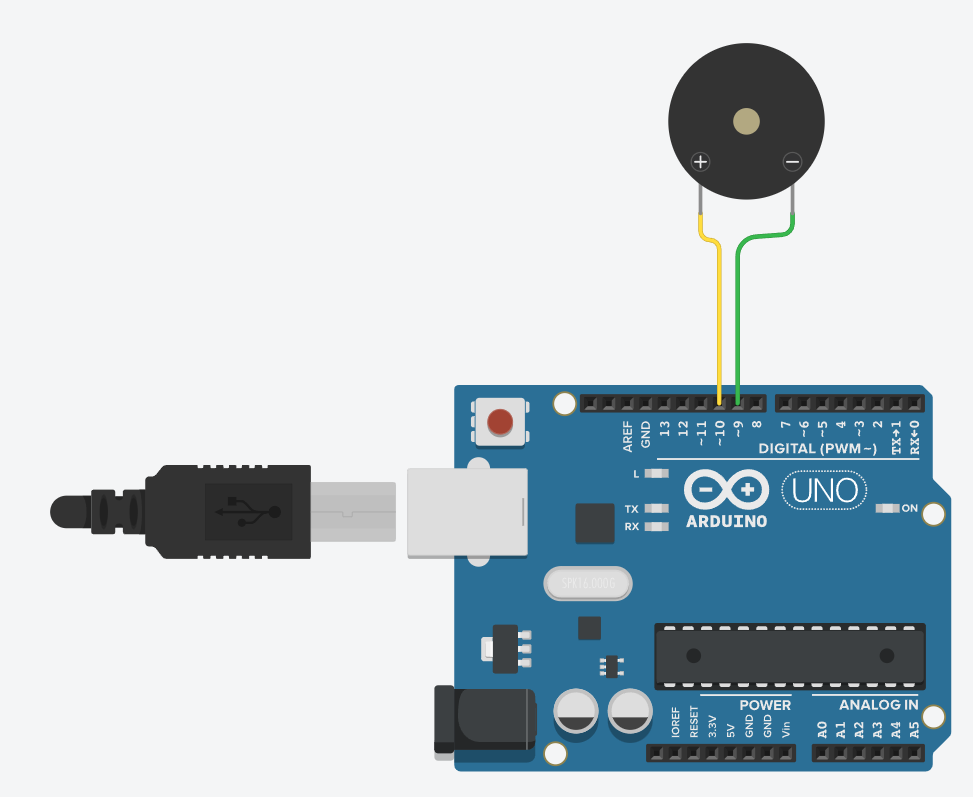 + −
AREF
GND
13
12
~11
~10
~9
8
7
~6
~5
4
~3
2
TX→1
RX←0
DIGITAL (PWM~)
L
TX
RX
ARDUINO
UNO
ON
SPK16.000G
POWER
ANALOG IN
IOREF
RESET
3.3V
5V
GND
GND
Vin
A0
A1
A2
A3
A4
A5